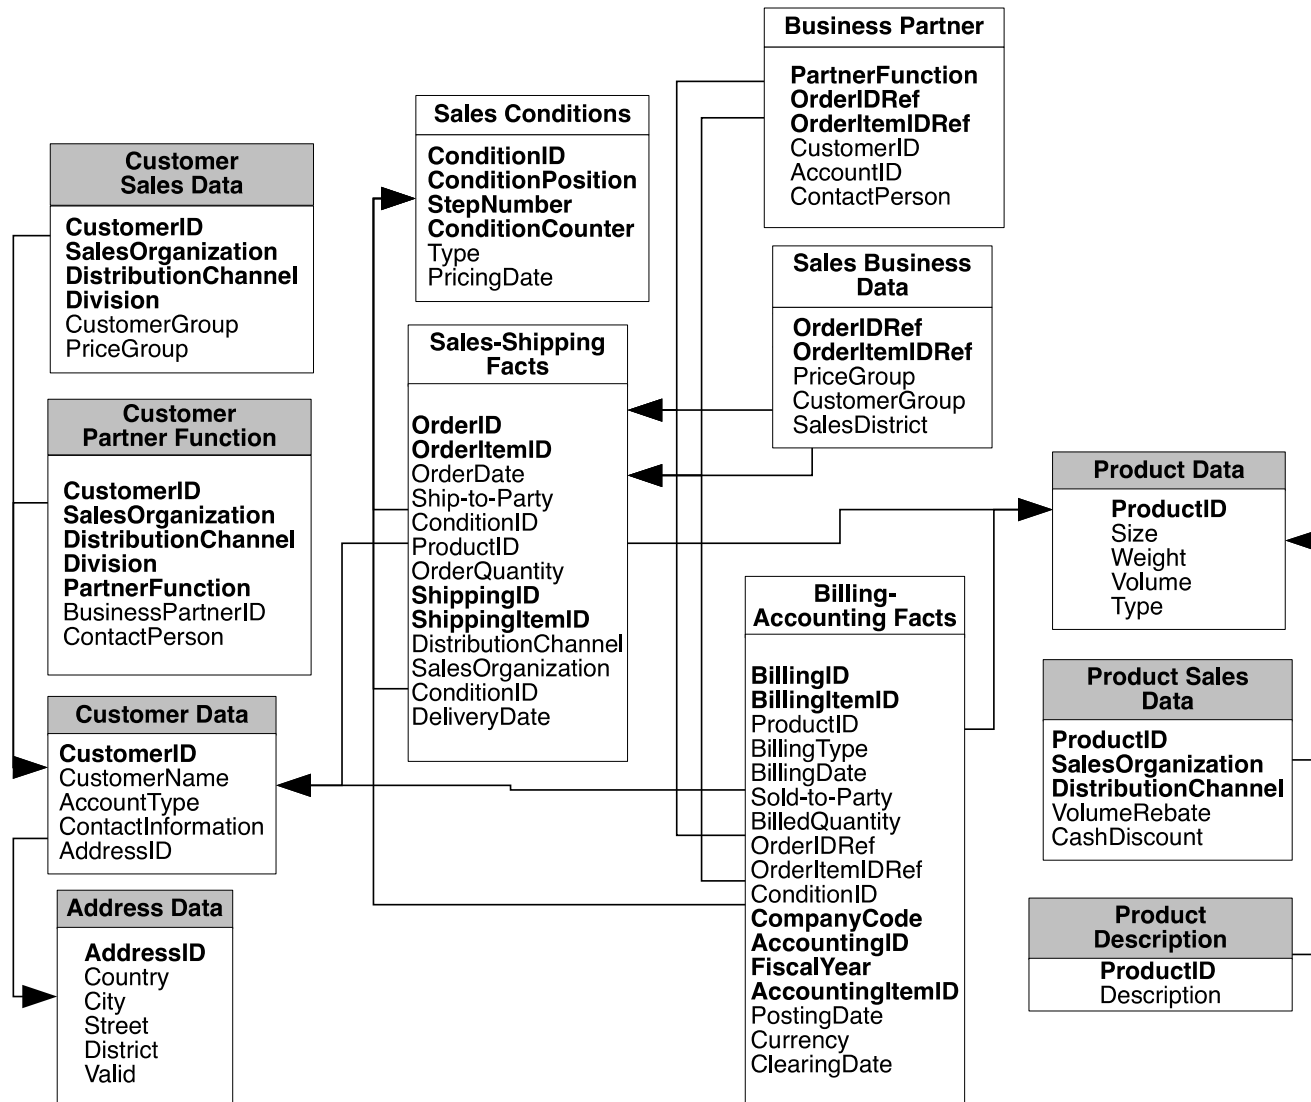 Business Partner
PartnerFunction
OrderIDRef
OrderItemIDRef
CustomerID
AccountID
ContactPerson
Sales Conditions
ConditionID
ConditionPosition
StepNumber
ConditionCounter
Type
PricingDate
Customer
Sales Data
CustomerID
SalesOrganization
DistributionChannel
Division
CustomerGroup
PriceGroup
Sales Business
Data
OrderIDRef
OrderItemIDRef
PriceGroup
CustomerGroup
SalesDistrict
Sales-Shipping
Facts
OrderID
OrderItemID
OrderDate
Ship-to-Party
ConditionID
ProductID
OrderQuantity
ShippingID
ShippingItemID
DistributionChannel
SalesOrganization
ConditionID
DeliveryDate
Customer
Partner Function
CustomerID
SalesOrganization
DistributionChannel
Division
PartnerFunction
BusinessPartnerID
ContactPerson
Product Data
ProductID
Size
Weight
Volume
Type
Billing-
Accounting Facts
BillingID
BillingItemID
ProductID
BillingType
BillingDate
Sold-to-Party
BilledQuantity
OrderIDRef
OrderItemIDRef
ConditionID
CompanyCode
AccountingID
FiscalYear
AccountingItemID
PostingDate
Currency
ClearingDate
Product Sales
Data
ProductID
SalesOrganization
DistributionChannel
VolumeRebate
CashDiscount
Customer Data
CustomerID
CustomerName
AccountType
ContactInformation
AddressID
Address Data
AddressID
Country
City
Street
District
Valid
Product
Description
ProductID
Description